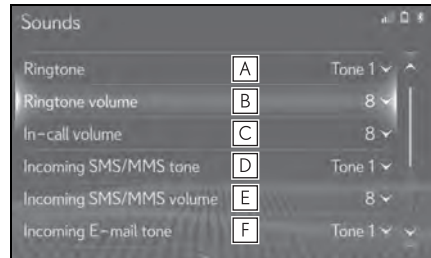 Sounds
Ringtone A Tone 1
Ringtone volume B 8
In-call volume C 8
Incoming SMS/MMS tone D Tone 1
Incoming SMS/MMS volume E 8
Incoming E-mail tone F Tone 1